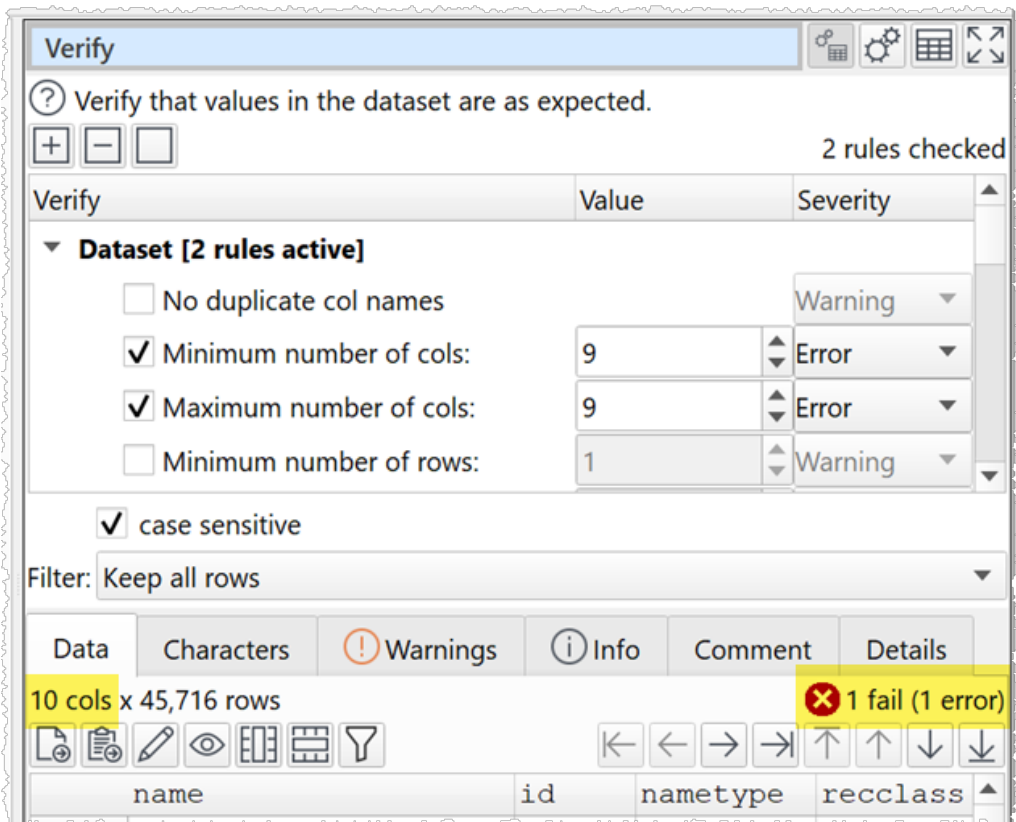 Verify
Verify that values in the dataset are as expected.
2 rules checked
Verify Value Severity
Dataset [2 rules active]
No duplicate col names Warning
Minimum number of cols: 9 Error
Maximum number of cols: 9 Error
Minimum number of rows: 1 Warning
case sensitive
Filter: Keep all rows
Data Characters Warnings Info Comment Details
10 cols x 45,716 rows 1 fail (1 error)
name id nametype recclass